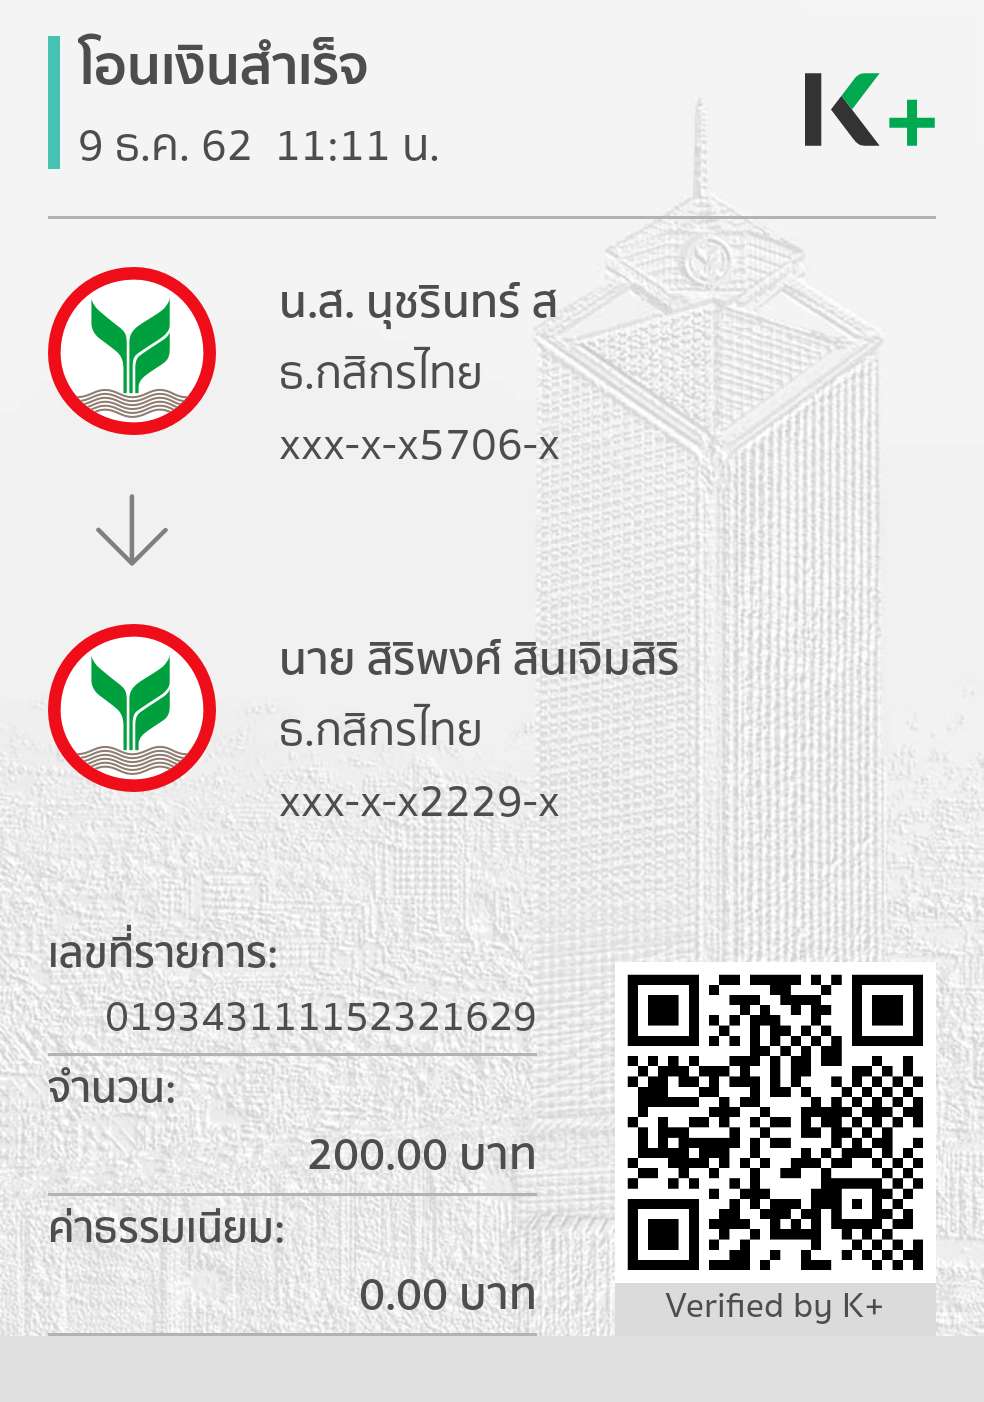 โอนเงินสำเร็จ
9 ธ.ค. 62 11:11 น.
K+
น.ส. นุชรินทร์ ส
ธ.กสิกรไทย
xxx-x-x5706-x
นาย สิริพงศ์ สินเจิมสิริ
ธ.กสิกรไทย
xxx-x-x2229-x
เลขที่รายการ:
019343111152321629
จำนวน:
200.00 บาท
ค่าธรรมเนียม:
0.00 บาท
Verified by K+